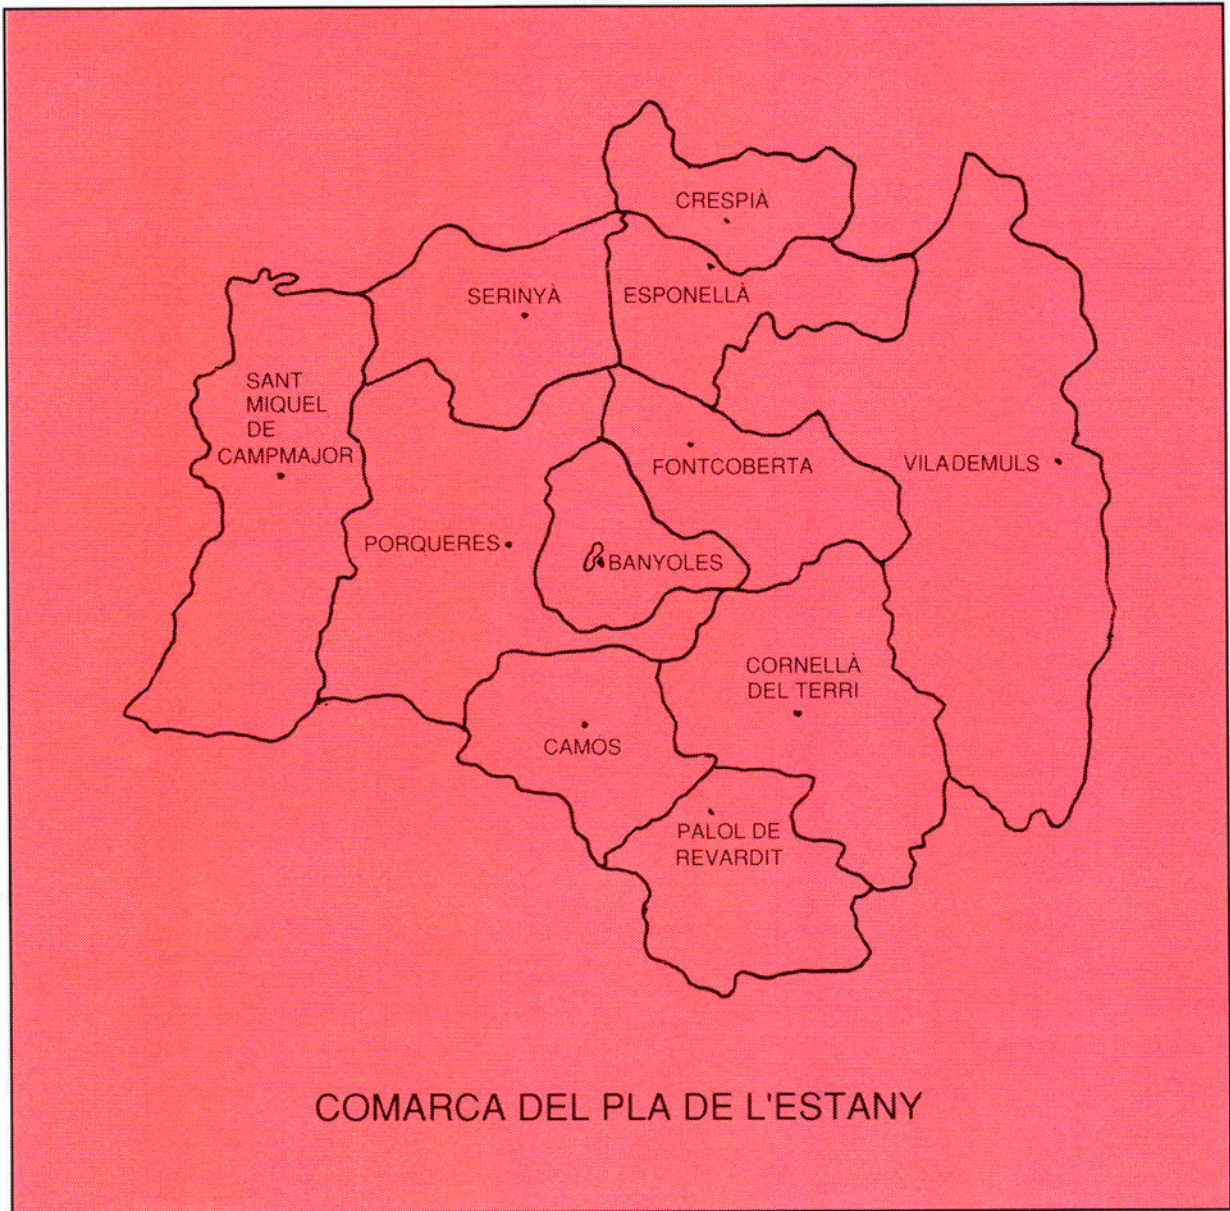 CRESPIÀ
SERINYÀ
ESPONELLÀ
SANT
MIQUEL
DE
CAMPMAJOR
FONTCOBERTA
VILADEMULS
PORQUERES
BANYOLES
CORNELLÀ
DEL TERRI
CAMÓS
PALOL DE
REVARDIT
COMARCA DEL PLA DE L'ESTANY